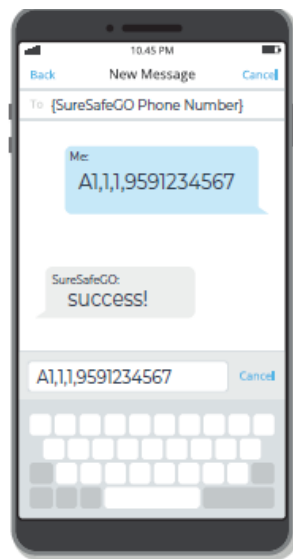 10.45 PM
Back New Message Cancel
To {SureSafeGO Phone Number}
Me:
A1,1,1,9591234567
SureSafeGO:
success!
A1,1,1,9591234567 Cancel